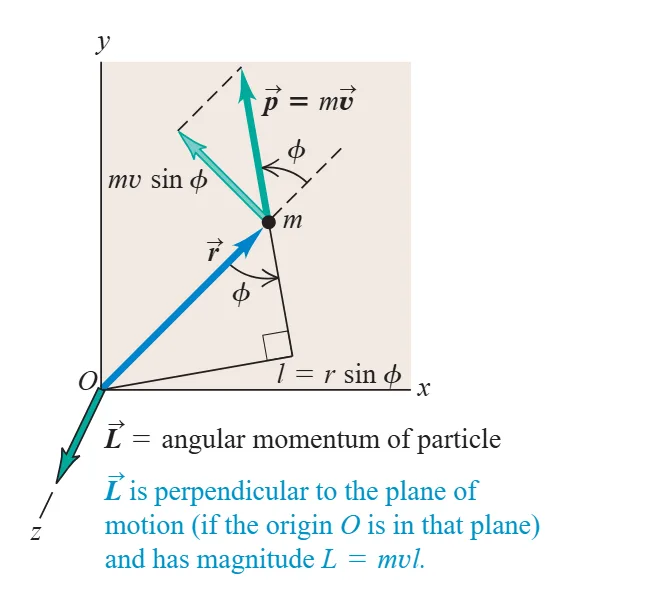 y
p⃗ = mv⃗
ϕ
mv sin ϕ
m
r⃗
ϕ
l = r sin ϕ
O
x
L⃗ = angular momentum of particle
L⃗ is perpendicular to the plane of
motion (if the origin O is in that plane)
and has magnitude L = mvl.
z